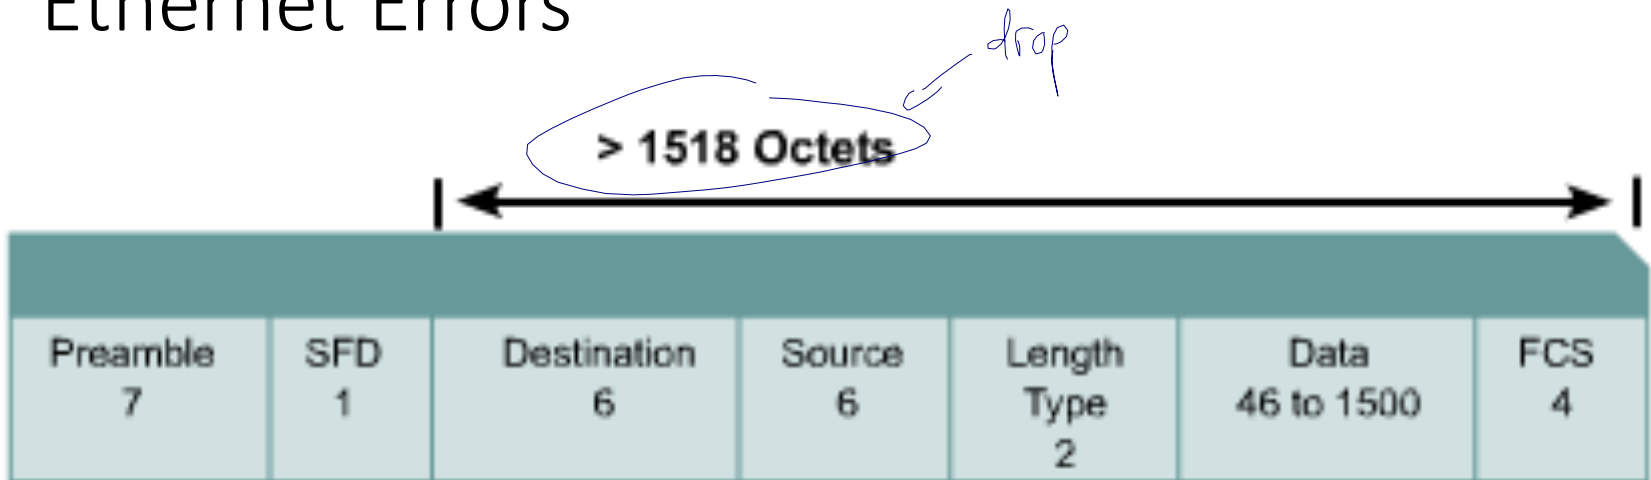 Ethernet Errors
drop
> 1518 Octets
Preamble SFD Destination Source Length Data FCS
7 1 6 6 Type 46 to 1500 4
2